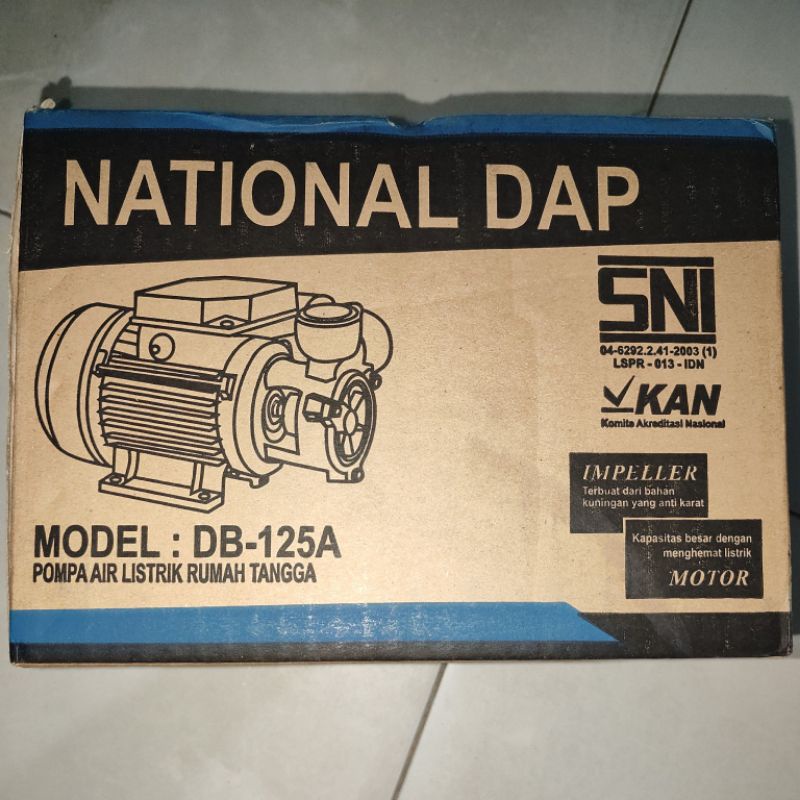 NATIONAL DAP
SNI
04-6292.2.41-2003 (1)
LSPR - 013 - IDN
KAN
Komite Akreditasi Nasional
IMPELLER
Terbuat dari bahan
kuningan yang anti karat
Kapasitas besar dengan
menghemat listrik
MOTOR
MODEL : DB-125A
POMPA AIR LISTRIK RUMAH TANGGA